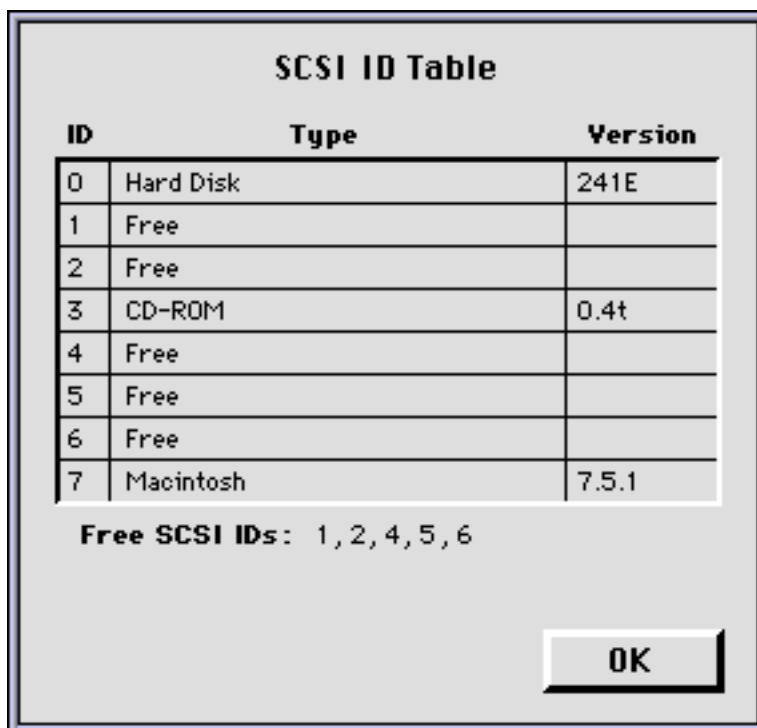 SCSI ID Table
ID Type Version
0 Hard Disk 241E
1 Free
2 Free
3 CD-ROM 0.4t
4 Free
5 Free
6 Free
7 Macintosh 7.5.1
Free SCSI IDs: 1, 2, 4, 5, 6
OK